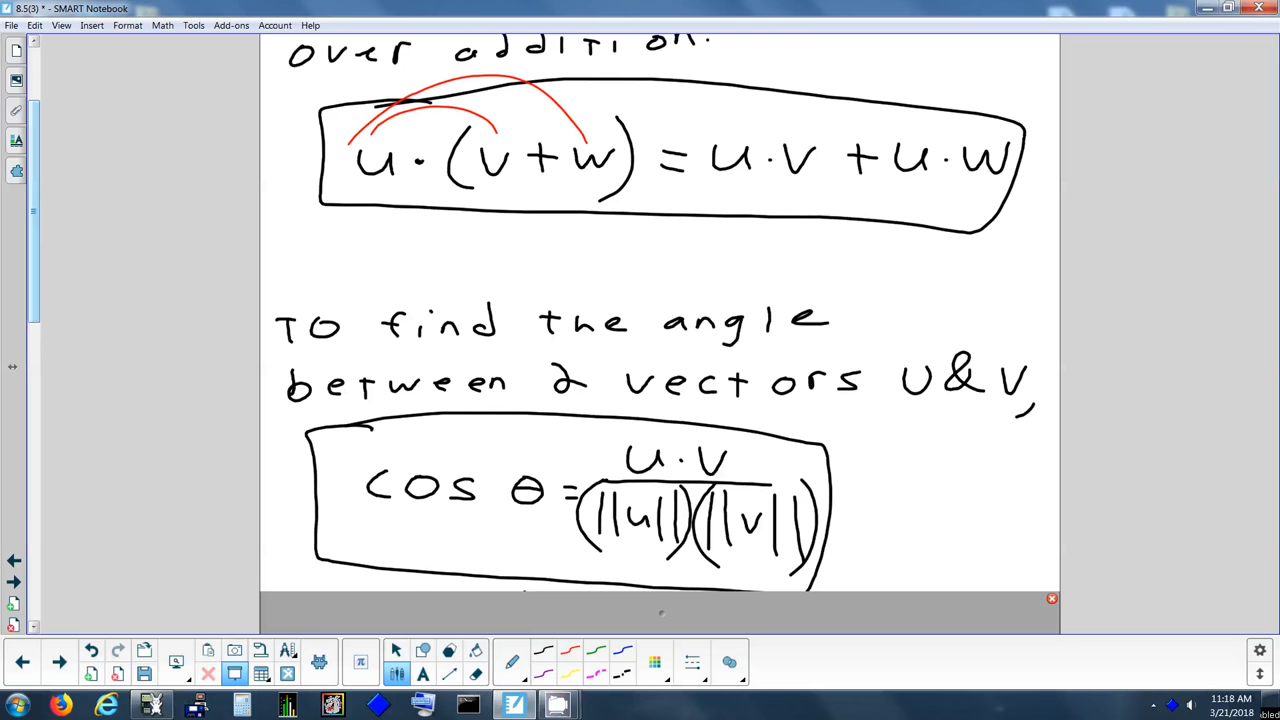 8.5(3) * - SMART Notebook
File Edit View Insert Format Math Tools Add-ons Account Help
over addition.
u · (v + w) = u · v + u · w
To find the angle
between 2 vectors u & v,
cos θ = u · v / (||u||)(||v||)
π
A
11:18 AM
3/21/2018